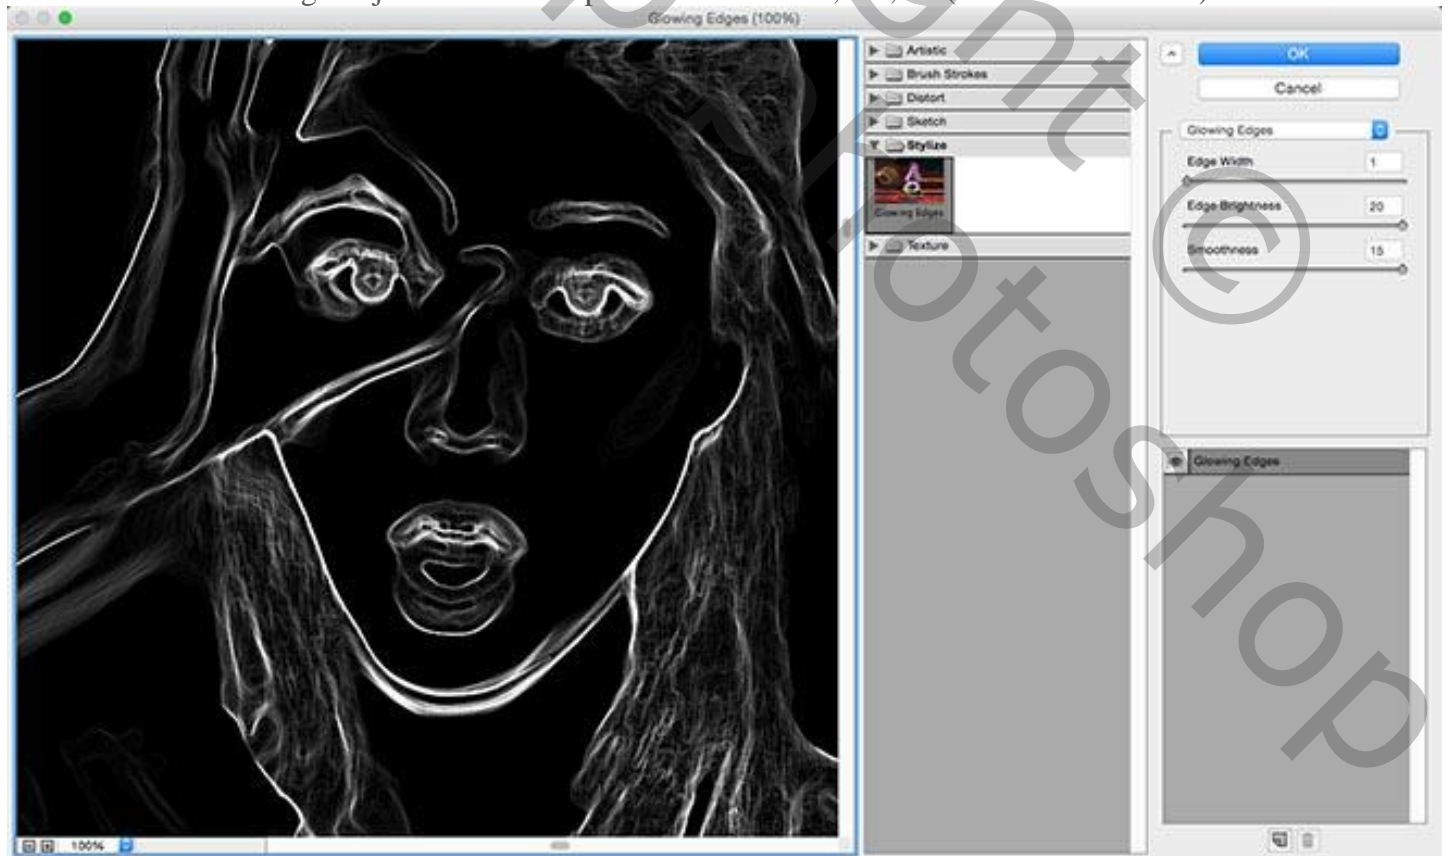 Glowing Edges (100%)
Artistic
Brush Strokes
Distort
Sketch
Stylize
Glowing Edges
Texture
OK
Cancel
Glowing Edges
Edge Width 1
Edge Brightness 20
Smoothness 15
Glowing Edges
100%
Photoshop ©